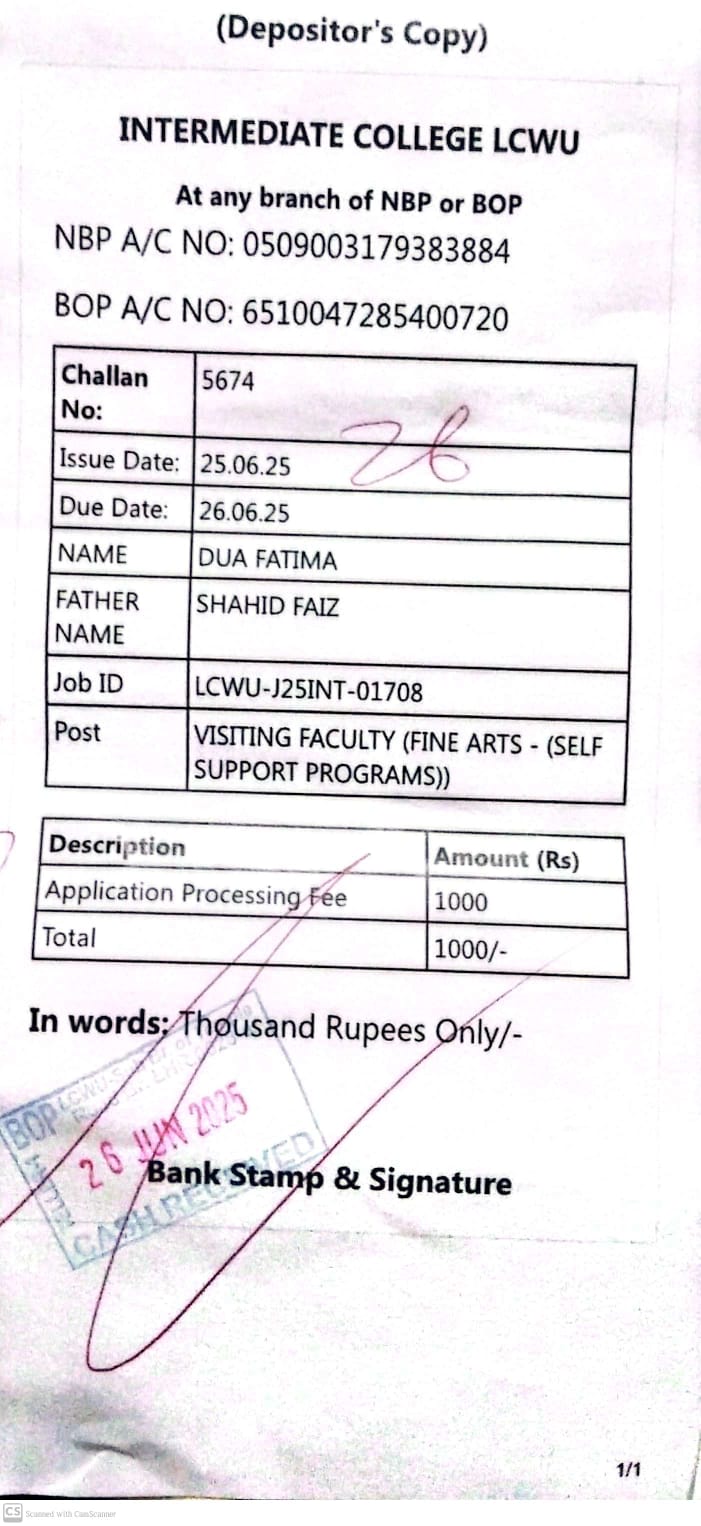 (Depositor's Copy)
INTERMEDIATE COLLEGE LCWU
At any branch of NBP or BOP
NBP A/C NO: 0509003179383884
BOP A/C NO: 6510047285400720
Challan No: 5674
26
Issue Date: 25.06.25
Due Date: 26.06.25
NAME DUA FATIMA
FATHER NAME SHAHID FAIZ
Job ID LCWU-J25INT-01708
Post VISITING FACULTY (FINE ARTS - (SELF
SUPPORT PROGRAMS))
Description Amount (Rs)
Application Processing Fee 1000
Total 1000/-
In words: Thousand Rupees Only/-
BOP
26 JUN 2025
CASH RECEIVED
Bank Stamp & Signature
1/1
CS Scanned with CamScanner